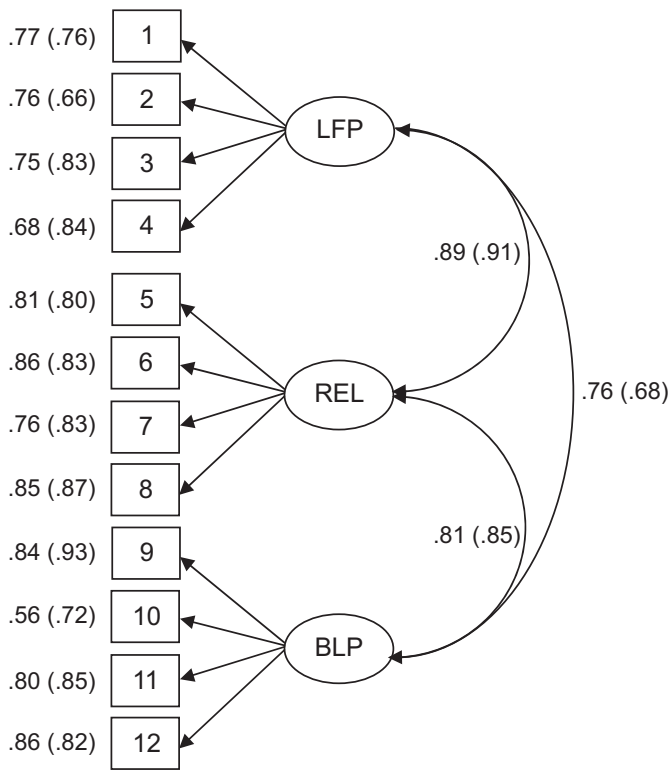 .77 (.76) 1
.76 (.66) 2
LFP
.75 (.83) 3
.68 (.84) 4
.89 (.91)
.81 (.80) 5
.86 (.83) 6
REL
.76 (.68)
.76 (.83) 7
.85 (.87) 8
.81 (.85)
.84 (.93) 9
.56 (.72) 10
BLP
.80 (.85) 11
.86 (.82) 12